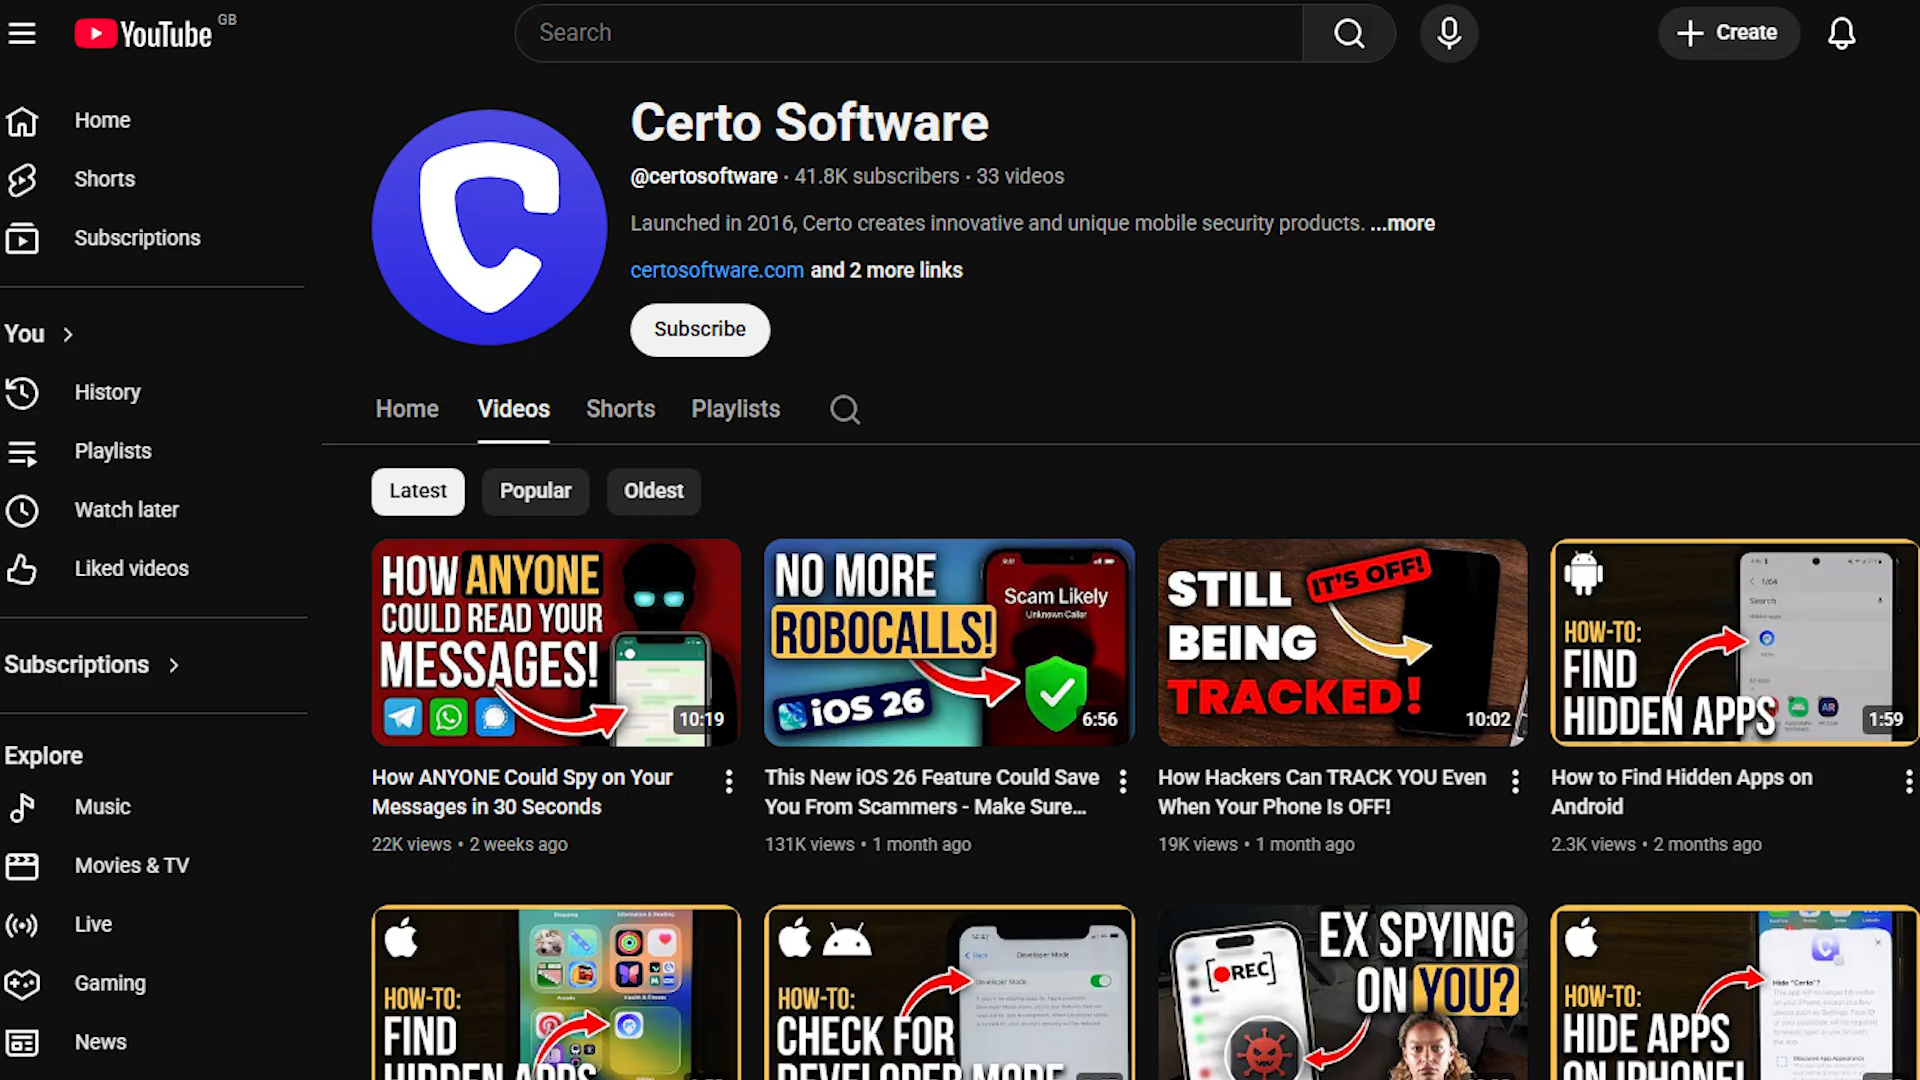 YouTube GB
Search
Create
Home
Shorts
Subscriptions
You
History
Playlists
Watch later
Liked videos
Subscriptions
Explore
Music
Movies & TV
Live
Gaming
News
Certo Software
@certosoftware · 41.8K subscribers · 33 videos
Launched in 2016, Certo creates innovative and unique mobile security products. ...more
certosoftware.com and 2 more links
Subscribe
Home Videos Shorts Playlists
Latest Popular Oldest
HOW ANYONE
COULD READ YOUR
MESSAGES!
10:19
How ANYONE Could Spy on Your
Messages in 30 Seconds
22K views • 2 weeks ago
NO MORE
ROBOCALLS!
iOS 26
Scam Likely
Unknown Caller
6:56
This New iOS 26 Feature Could Save
You From Scammers - Make Sure...
131K views • 1 month ago
STILL
BEING
TRACKED!
IT'S OFF!
10:02
How Hackers Can TRACK YOU Even
When Your Phone Is OFF!
19K views • 1 month ago
HOW-TO:
FIND
HIDDEN APPS
1/64
Search
1:59
How to Find Hidden Apps on
Android
2.3K views • 2 months ago
HOW-TO:
FIND
HIDDEN APPS
HOW-TO:
CHECK FOR
DEVELOPER MODE
Developer Mode
Developer Mode
REC
EX SPYING
ON YOU?
HOW-TO:
HIDE APPS
ON IPHONE!
Hide "Certo"?